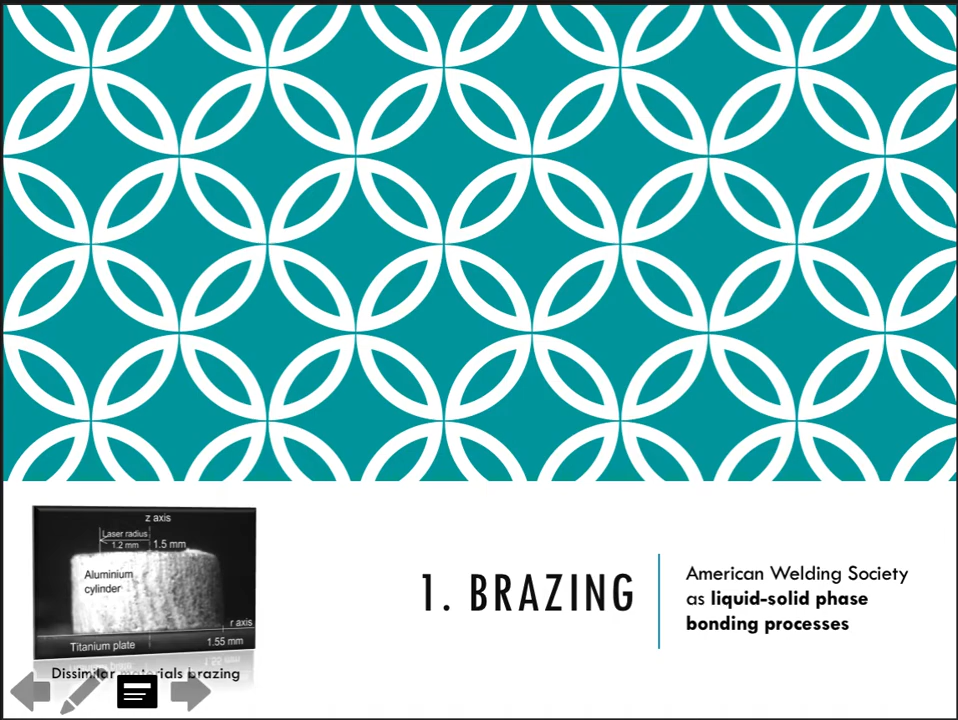 z axis
Laser radius
1.2 mm
1.5 mm
Aluminium
cylinder
r axis
Titanium plate
1.55 mm
Dissimilar materials brazing
1. BRAZING
American Welding Society
as liquid-solid phase
bonding processes